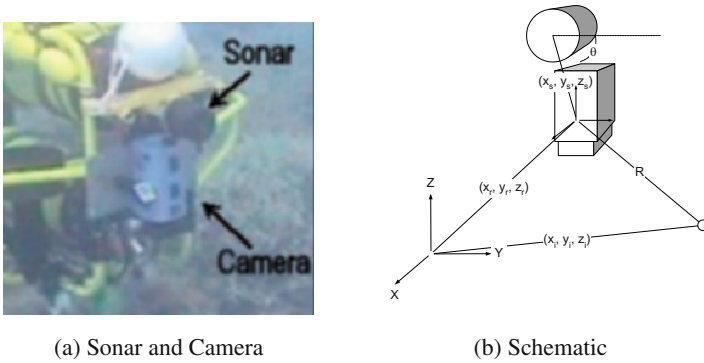 Sonar
Camera
(a) Sonar and Camera
θ
(xₛ, yₛ, zₛ)
(xᵣ, yᵣ, zᵣ)
R
Z
(xᵢ, yᵢ, zᵢ)
Y
X
(b) Schematic